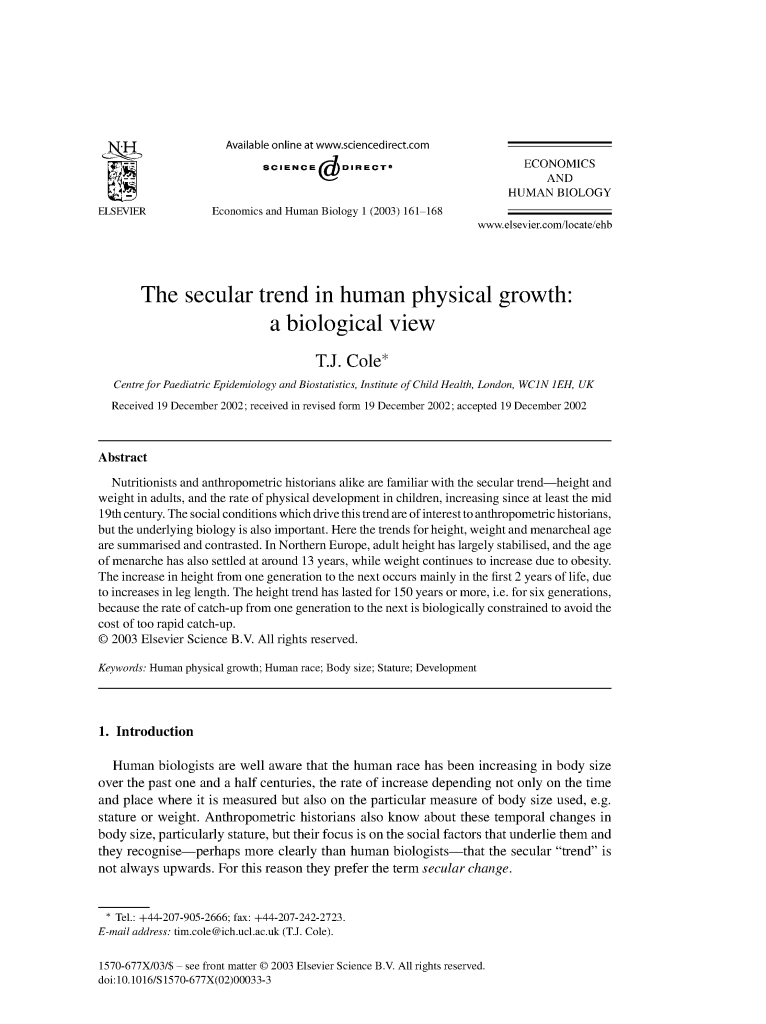 N·H
ELSEVIER
Available online at www.sciencedirect.com
SCIENCE @ DIRECT•
Economics and Human Biology 1 (2003) 161–168
ECONOMICS
AND
HUMAN BIOLOGY
www.elsevier.com/locate/ehb
The secular trend in human physical growth:
a biological view
T.J. Cole*
Centre for Paediatric Epidemiology and Biostatistics, Institute of Child Health, London, WC1N 1EH, UK
Received 19 December 2002; received in revised form 19 December 2002; accepted 19 December 2002
Abstract
Nutritionists and anthropometric historians alike are familiar with the secular trend—height and
weight in adults, and the rate of physical development in children, increasing since at least the mid
19th century. The social conditions which drive this trend are of interest to anthropometric historians,
but the underlying biology is also important. Here the trends for height, weight and menarcheal age
are summarised and contrasted. In Northern Europe, adult height has largely stabilised, and the age
of menarche has also settled at around 13 years, while weight continues to increase due to obesity.
The increase in height from one generation to the next occurs mainly in the first 2 years of life, due
to increases in leg length. The height trend has lasted for 150 years or more, i.e. for six generations,
because the rate of catch-up from one generation to the next is biologically constrained to avoid the
cost of too rapid catch-up.
© 2003 Elsevier Science B.V. All rights reserved.
Keywords: Human physical growth; Human race; Body size; Stature; Development
1. Introduction
Human biologists are well aware that the human race has been increasing in body size
over the past one and a half centuries, the rate of increase depending not only on the time
and place where it is measured but also on the particular measure of body size used, e.g.
stature or weight. Anthropometric historians also know about these temporal changes in
body size, particularly stature, but their focus is on the social factors that underlie them and
they recognise—perhaps more clearly than human biologists—that the secular “trend” is
not always upwards. For this reason they prefer the term secular change.
* Tel.: +44-207-905-2666; fax: +44-207-242-2723.
E-mail address: tim.cole@ich.ucl.ac.uk (T.J. Cole).
1570-677X/03/$ – see front matter © 2003 Elsevier Science B.V. All rights reserved.
doi:10.1016/S1570-677X(02)00033-3